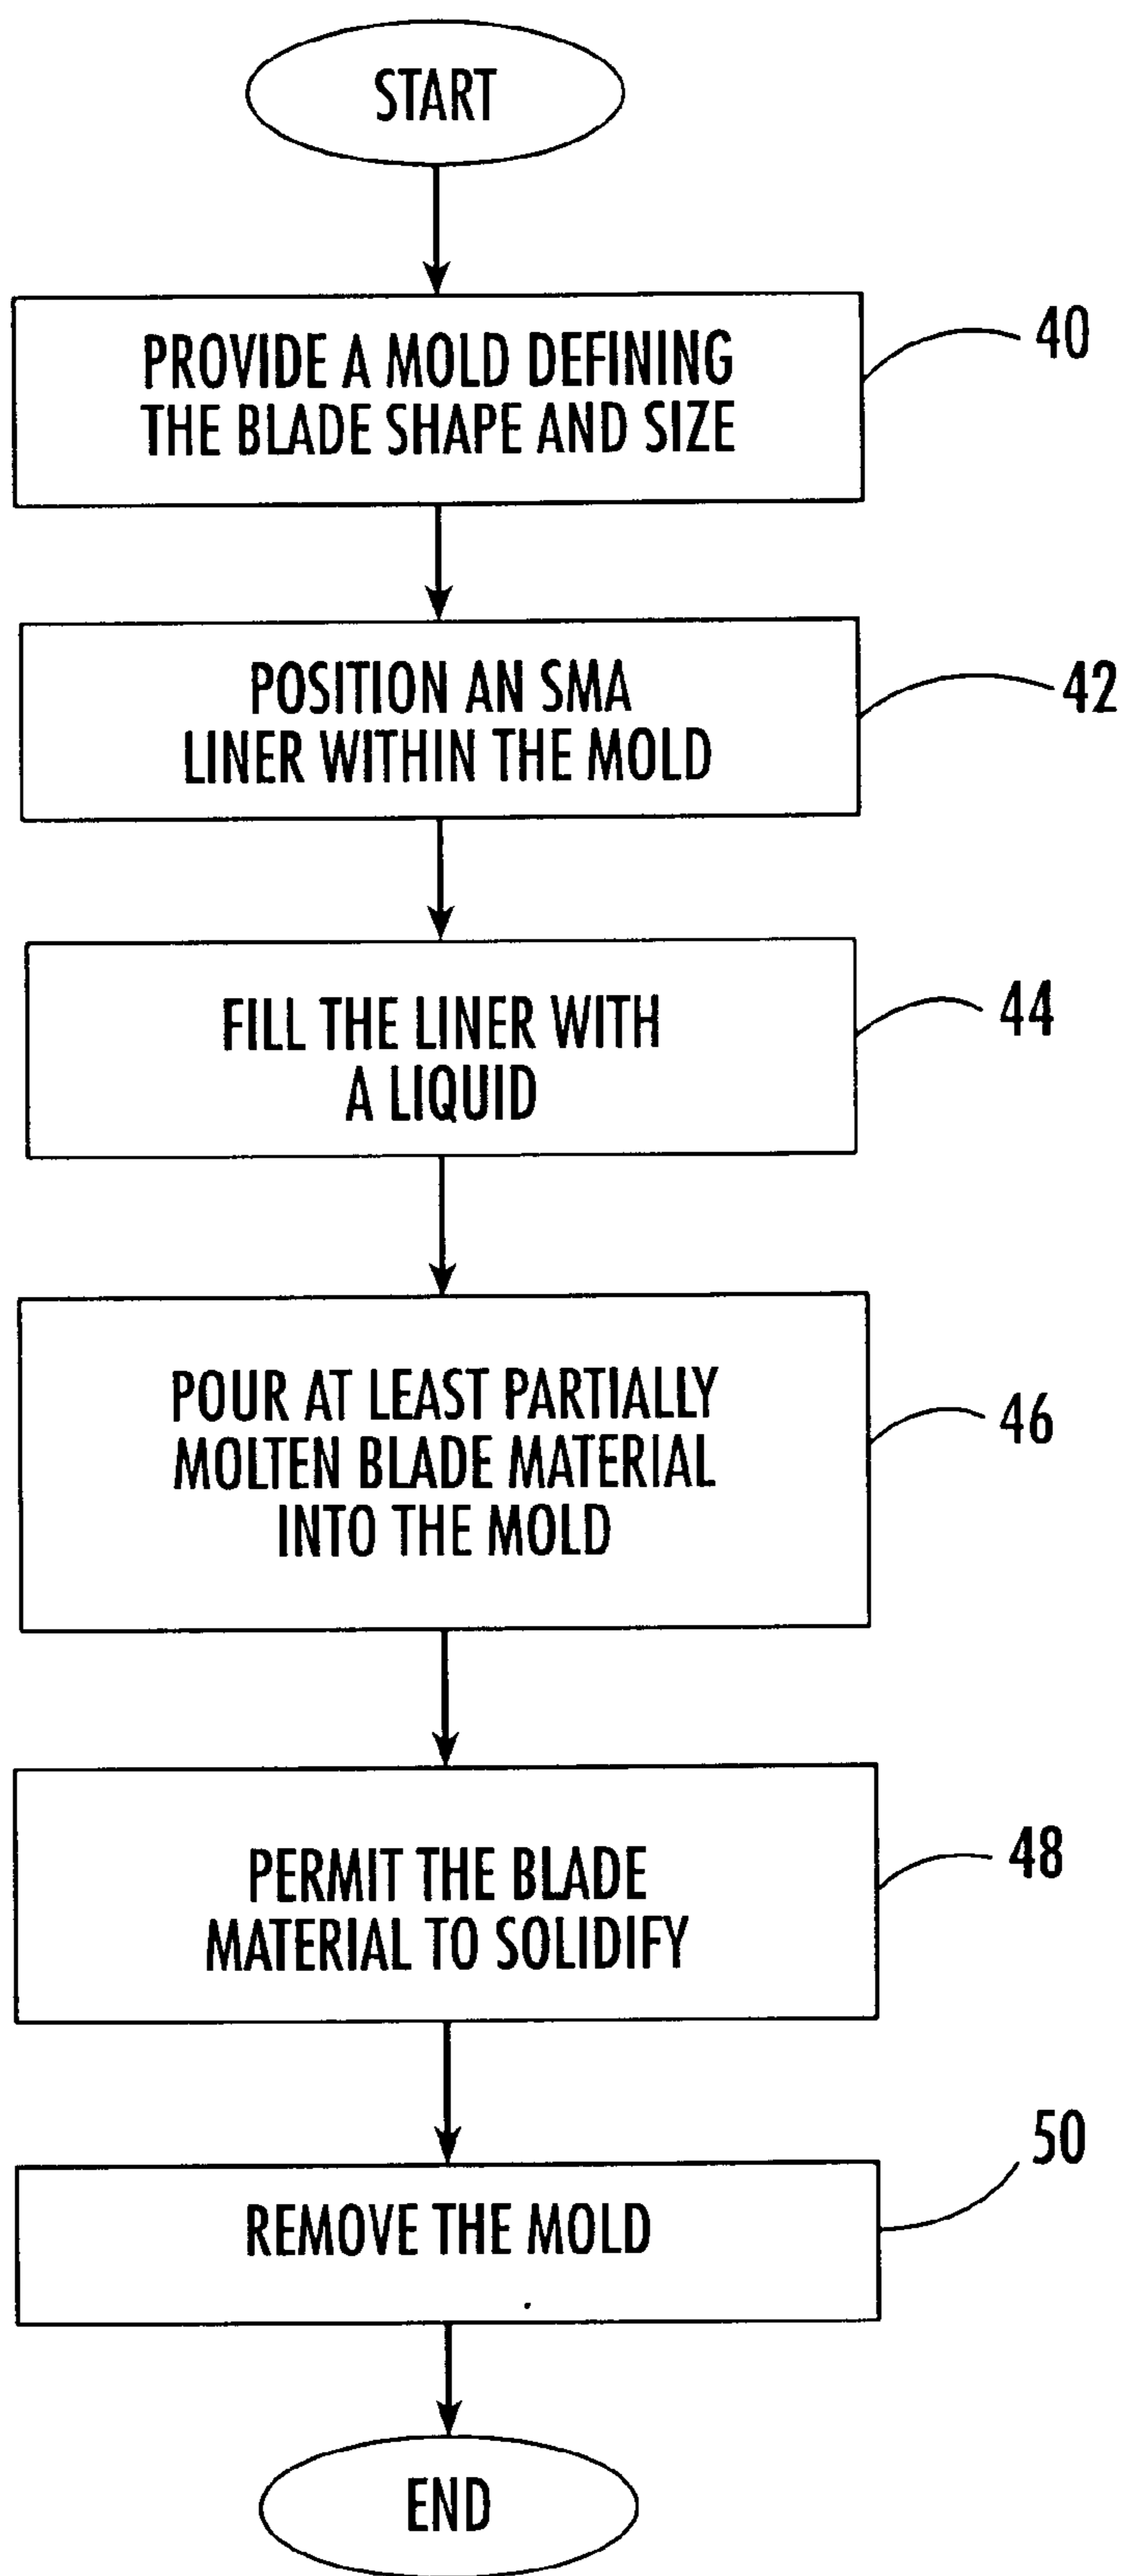 START
PROVIDE A MOLD DEFINING
THE BLADE SHAPE AND SIZE
40
POSITION AN SMA
LINER WITHIN THE MOLD
42
FILL THE LINER WITH
A LIQUID
44
POUR AT LEAST PARTIALLY
MOLTEN BLADE MATERIAL
INTO THE MOLD
46
PERMIT THE BLADE
MATERIAL TO SOLIDIFY
48
REMOVE THE MOLD
50
END